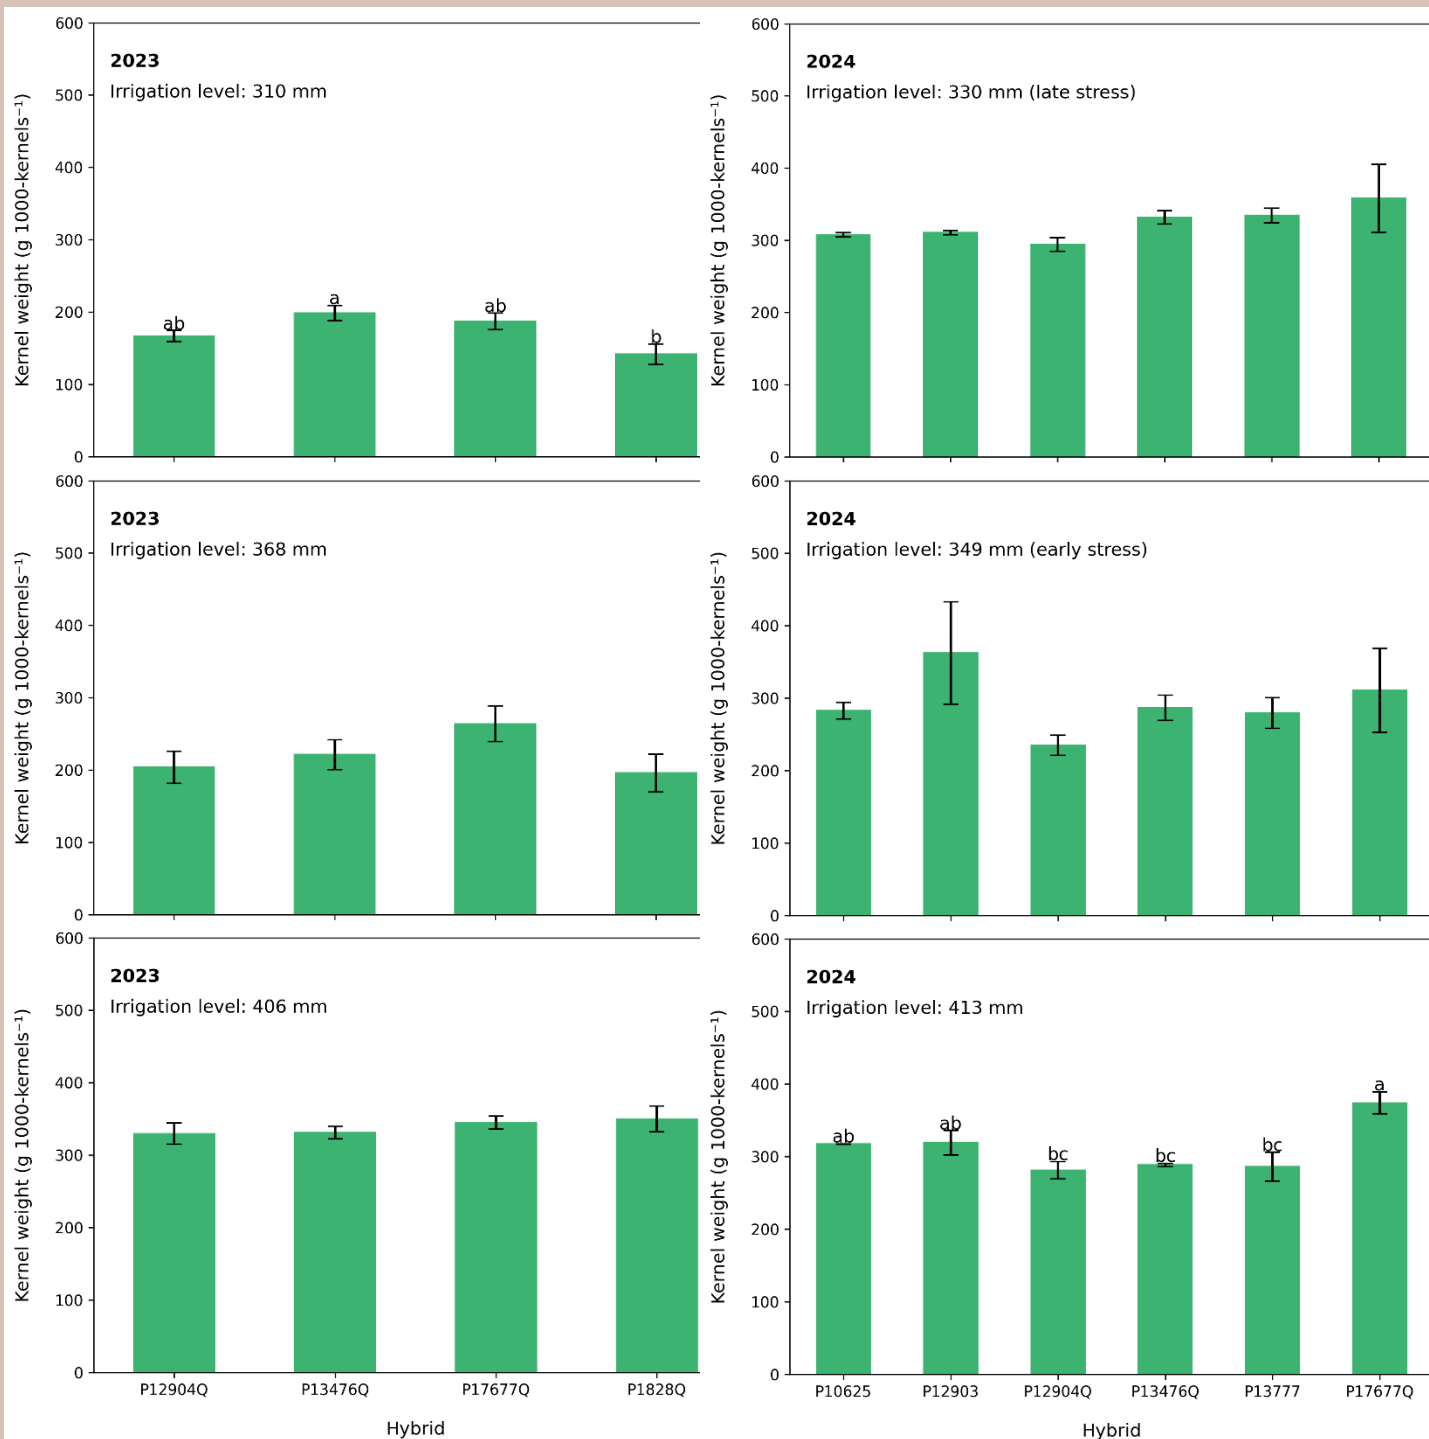 2023
Irrigation level: 310 mm
Kernel weight (g 1000-kernels⁻¹)
600
500
400
300
200
100
0
ab
a
ab
b
2024
Irrigation level: 330 mm (late stress)
Kernel weight (g 1000-kernels⁻¹)
600
500
400
300
200
100
0
2023
Irrigation level: 368 mm
Kernel weight (g 1000-kernels⁻¹)
600
500
400
300
200
100
0
2024
Irrigation level: 349 mm (early stress)
Kernel weight (g 1000-kernels⁻¹)
600
500
400
300
200
100
0
2023
Irrigation level: 406 mm
Kernel weight (g 1000-kernels⁻¹)
600
500
400
300
200
100
0
P12904Q
P13476Q
P17677Q
P1828Q
Hybrid
2024
Irrigation level: 413 mm
Kernel weight (g 1000-kernels⁻¹)
600
500
400
300
200
100
0
ab
ab
bc
bc
bc
a
P10625
P12903
P12904Q
P13476Q
P13777
P17677Q
Hybrid